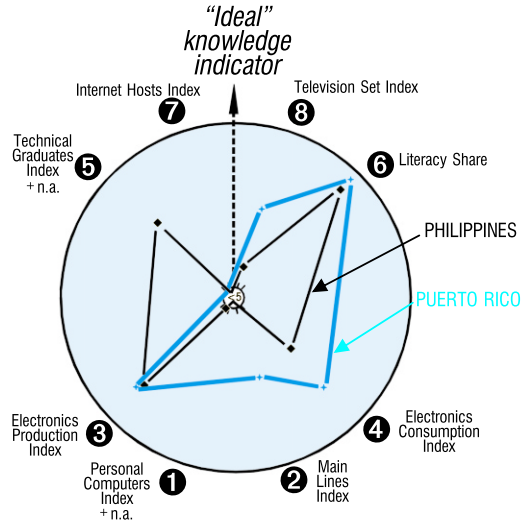 “Ideal”
knowledge
indicator
Internet Hosts Index
7
Television Set Index
8
Technical
Graduates
Index
+ n.a.
5
6
Literacy Share
PHILIPPINES
PUERTO RICO
<5
Electronics
Production
Index
3
Electronics
Consumption
Index
4
Personal
Computers
Index
+ n.a.
1
2
Main
Lines
Index